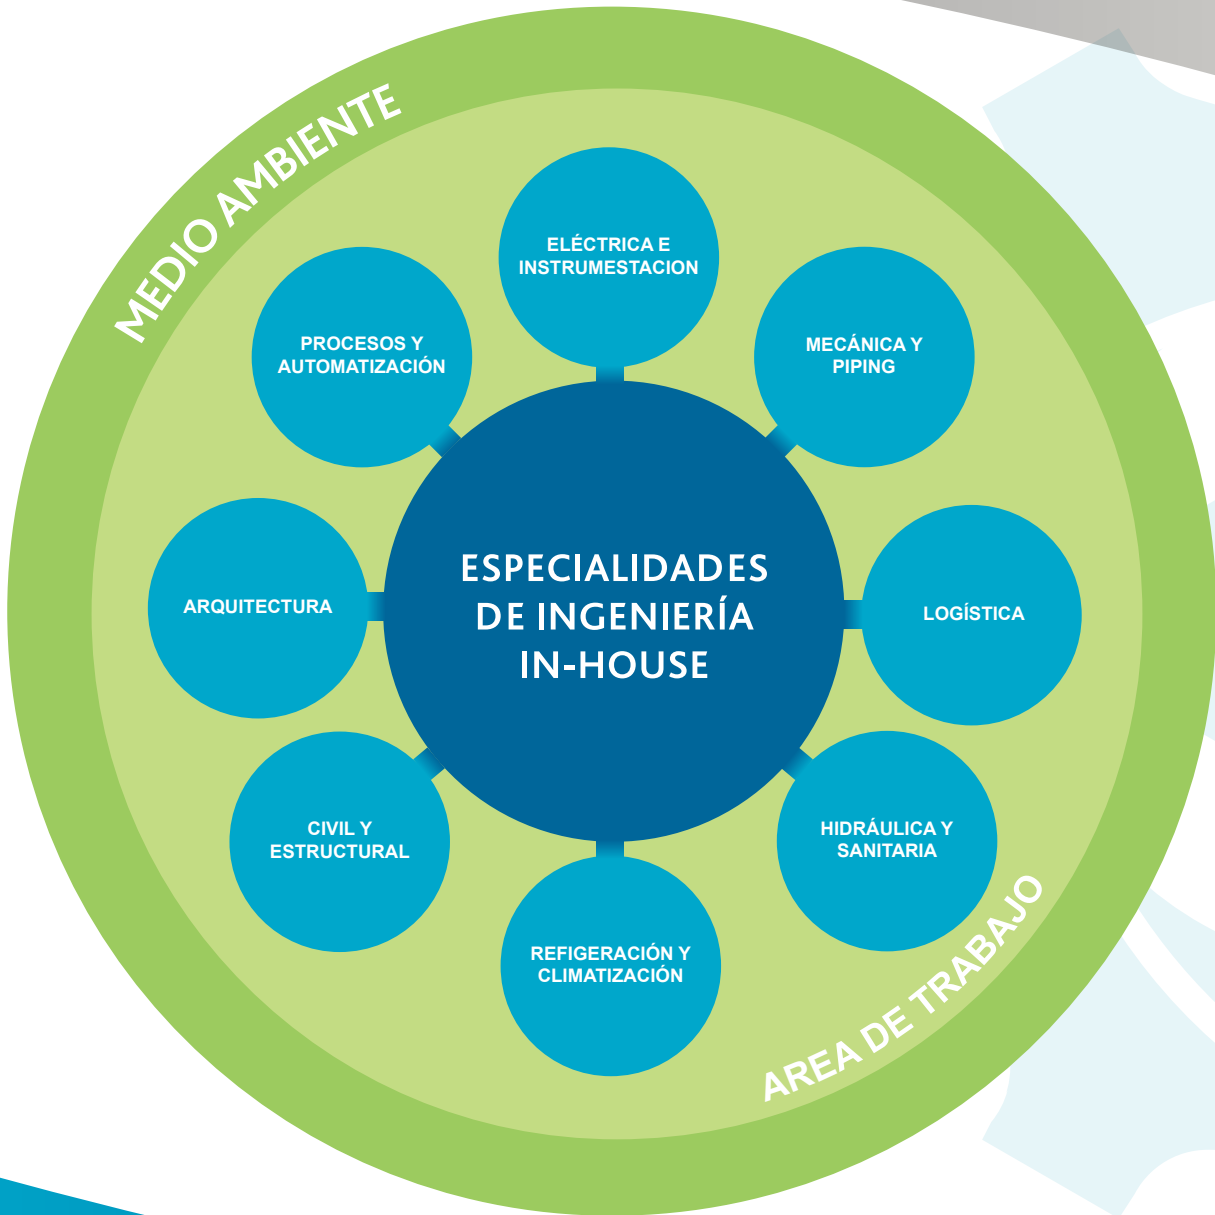 MEDIO AMBIENTE
ELÉCTRICA E
INSTRUMESTACION
PROCESOS Y
AUTOMATIZACIÓN
MECÁNICA Y
PIPING
ESPECIALIDADES
DE INGENIERÍA
IN-HOUSE
ARQUITECTURA
LOGÍSTICA
CIVIL Y
ESTRUCTURAL
HIDRÁULICA Y
SANITARIA
REFIGERACIÓN Y
CLIMATIZACIÓN
AREA DE TRABAJO